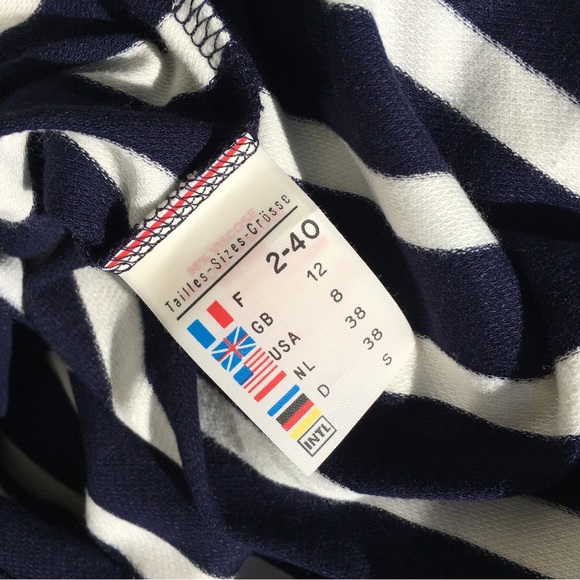 Tailles-Sizes-Grösse
F 2-40
GB 12
USA 8
NL 38
D 38
INTL S